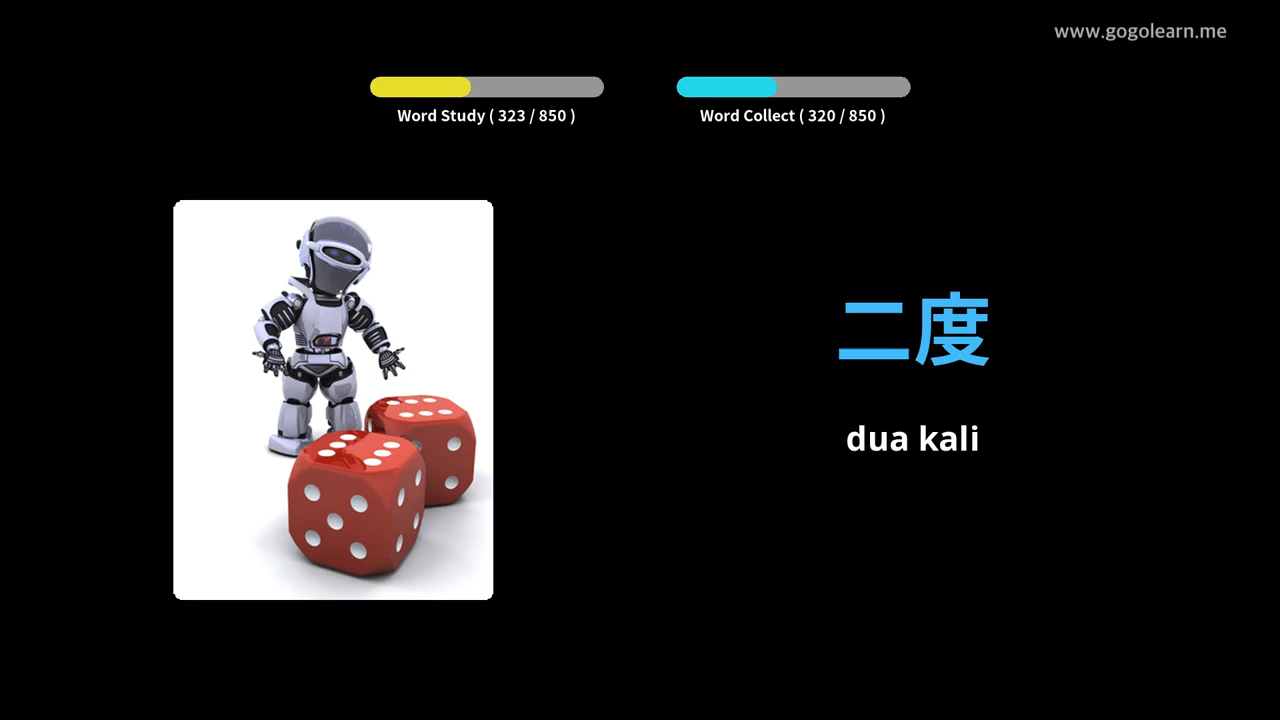 www.gogolearn.me
Word Study ( 323 / 850 )
Word Collect ( 320 / 850 )
二度
dua kali